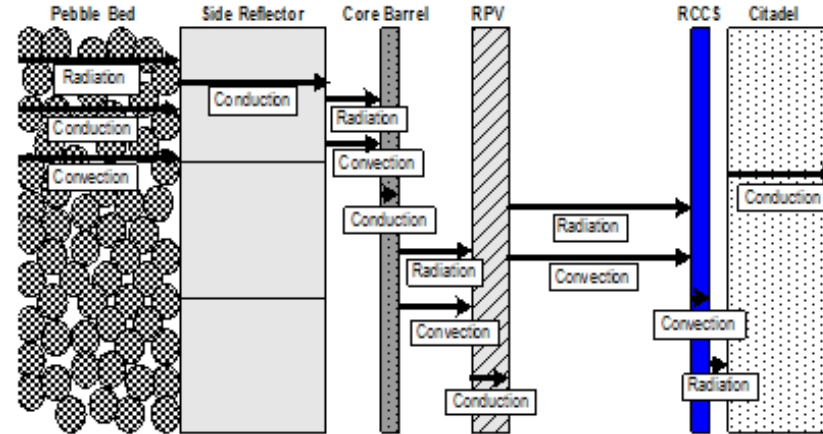 Pebble Bed Side Reflector Core Barrel RPV RCCS Citadel
Radiation
Conduction
Radiation
Conduction
Convection
Convection
Conduction
Conduction
Radiation
Radiation
Convection
Convection
Convection
Radiation
Conduction